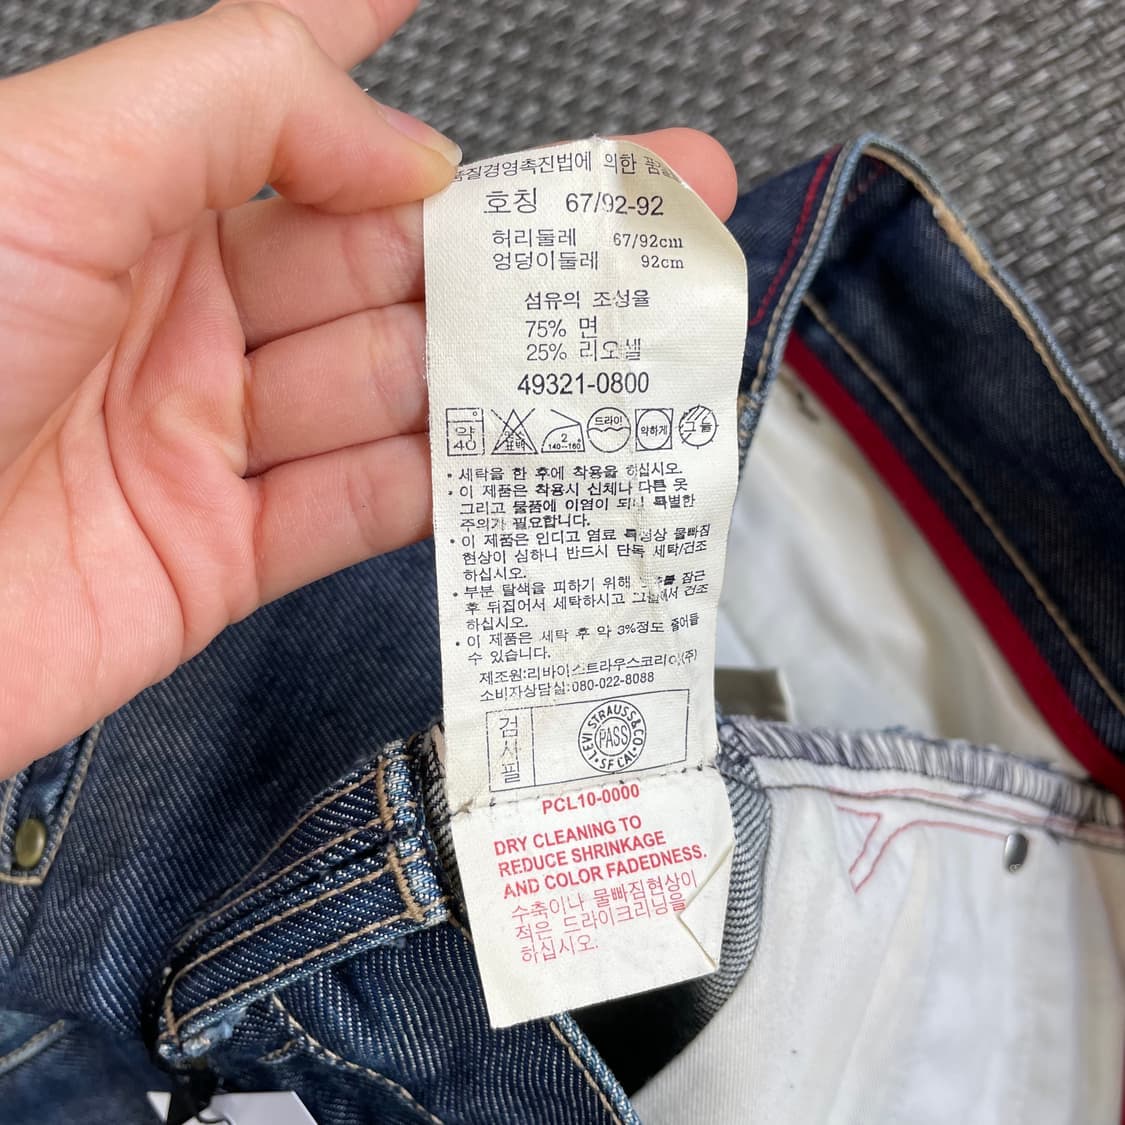 품질경영촉진법에 의한 품질
호칭 67/92-92
허리둘레 67/92cm
엉덩이둘레 92cm
섬유의 조성율
75% 면
25% 리오셀
49321-0800
약 40 표백 2 140-160° 드라이 약하게 그늘
• 세탁을 한 후에 착용을 하십시오.
• 이 제품은 착용시 신체나 다른 옷
그리고 물품에 이염이 되니 특별한
주의가 필요합니다.
• 이 제품은 인디고 염료 특성상 물빠짐
현상이 심하니 반드시 단독 세탁/건조
하십시오.
• 부분 탈색을 피하기 위해 잠근
후 뒤집어서 세탁하시고 그늘에서 건조
하십시오.
• 이 제품은 세탁 후 약 3%정도 줄어들
수 있습니다.
제조원:리바이스트라우스코리아(주)
소비자상담실:080-022-8088
검사필
LEVI STRAUSS & CO. • SF CAL •
PASS
PCL10-0000
DRY CLEANING TO
REDUCE SHRINKAGE
AND COLOR FADEDNESS.
수축이나 물빠짐현상이
적은 드라이크리닝을
하십시오.